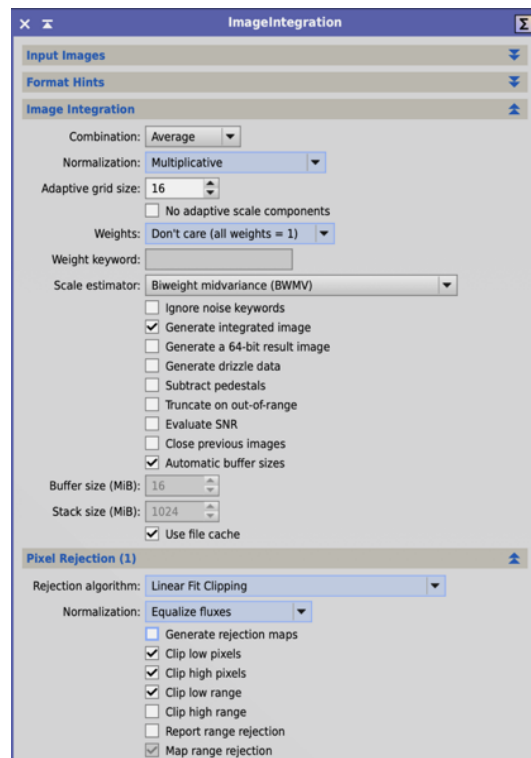 ImageIntegration
Input Images
Format Hints
Image Integration
Combination: Average
Normalization: Multiplicative
Adaptive grid size: 16
No adaptive scale components
Weights: Don't care (all weights = 1)
Weight keyword:
Scale estimator: Biweight midvariance (BWMV)
Ignore noise keywords
Generate integrated image
Generate a 64-bit result image
Generate drizzle data
Subtract pedestals
Truncate on out-of-range
Evaluate SNR
Close previous images
Automatic buffer sizes
Buffer size (MiB): 16
Stack size (MiB): 1024
Use file cache
Pixel Rejection (1)
Rejection algorithm: Linear Fit Clipping
Normalization: Equalize fluxes
Generate rejection maps
Clip low pixels
Clip high pixels
Clip low range
Clip high range
Report range rejection
Map range rejection